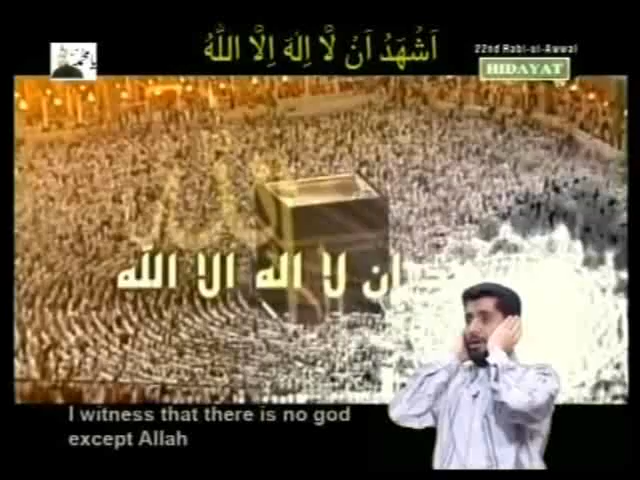 اَشْهَدُ اَنْ لَّا اِلٰهَ اِلَّا اللّٰهُ
22nd Rabi-ul-Awwal
HIDAYAT
ان لا اله الا الله
I witness that there is no god
except Allah